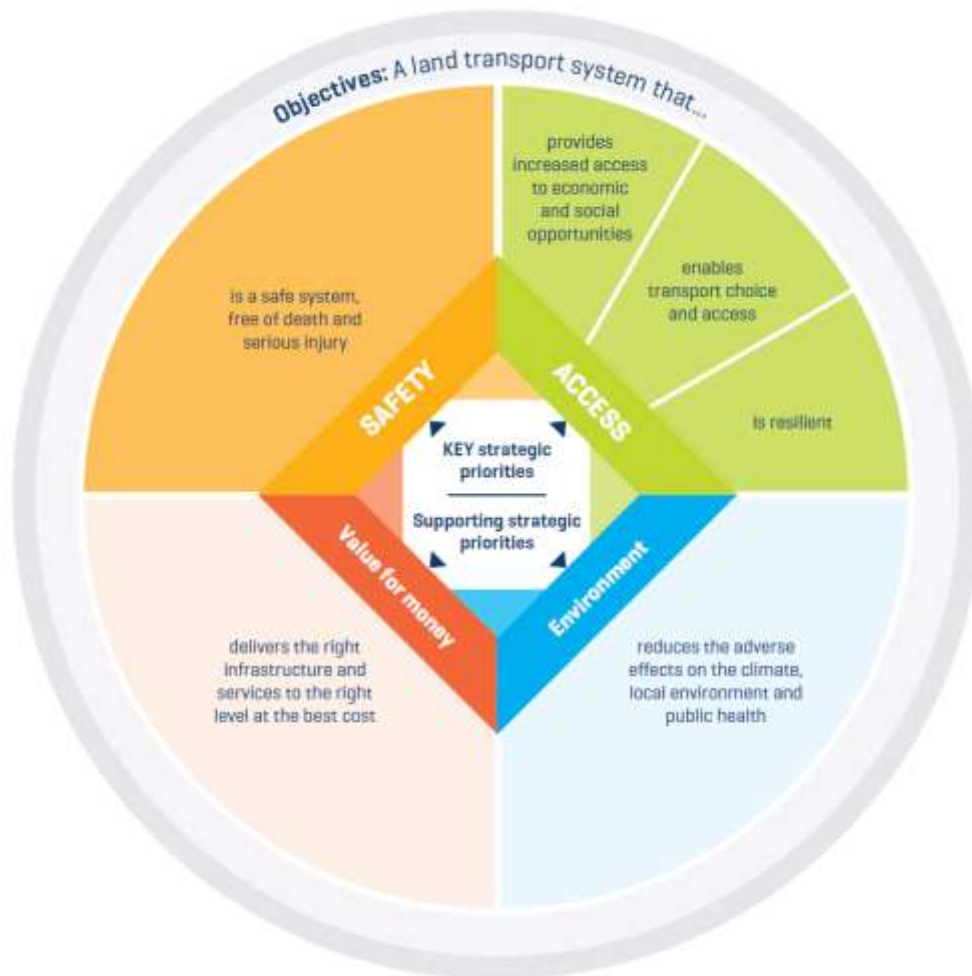 Objectives: A land transport system that...
provides
increased access
to economic
and social
opportunities
enables
transport choice
and access
is resilient
is a safe system,
free of death and
serious injury
SAFETY
ACCESS
KEY strategic
priorities
Supporting strategic
priorities
Value for money
Environment
delivers the right
infrastructure and
services to the right
level at the best cost
reduces the adverse
effects on the climate,
local environment and
public health